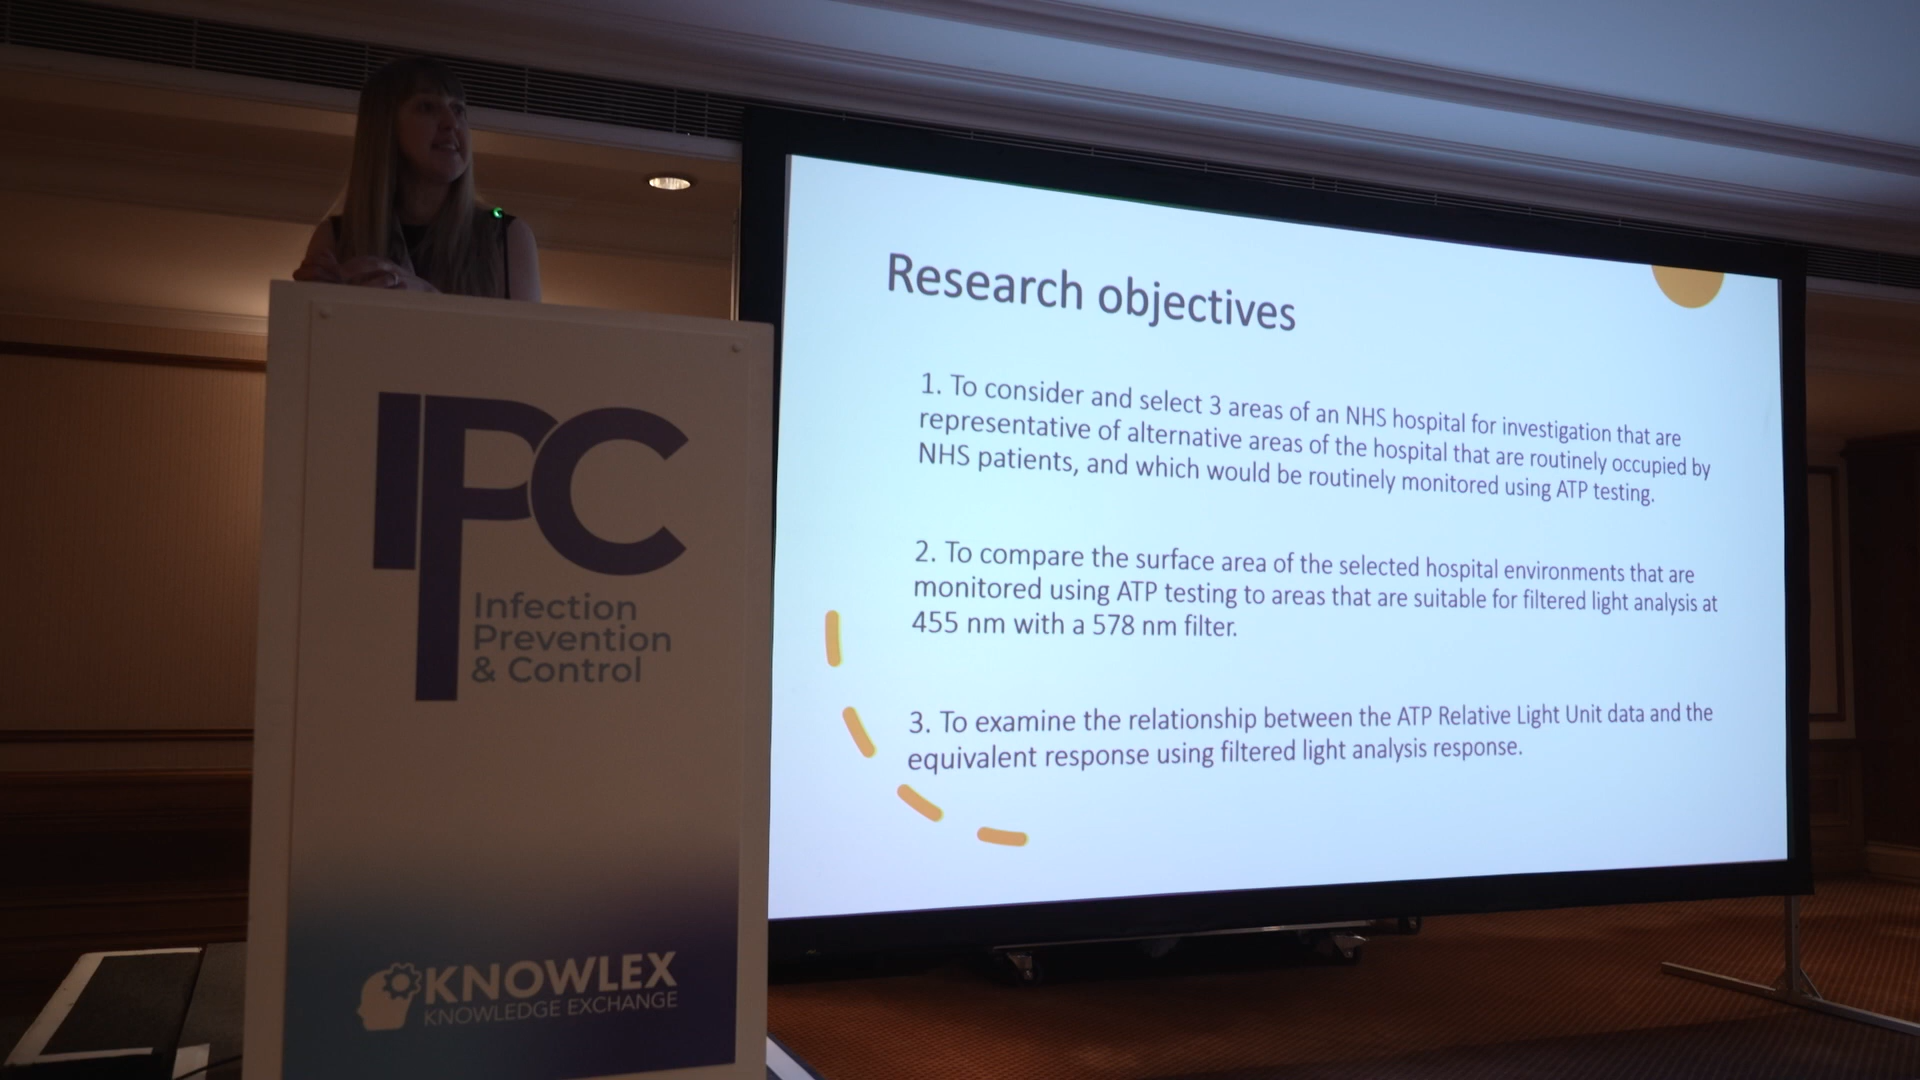 IPC
Infection
Prevention
& Control
KNOWLEX
KNOWLEDGE EXCHANGE
Research objectives
1. To consider and select 3 areas of an NHS hospital for investigation that are
representative of alternative areas of the hospital that are routinely occupied by
NHS patients, and which would be routinely monitored using ATP testing.
2. To compare the surface area of the selected hospital environments that are
monitored using ATP testing to areas that are suitable for filtered light analysis at
455 nm with a 578 nm filter.
3. To examine the relationship between the ATP Relative Light Unit data and the
equivalent response using filtered light analysis response.